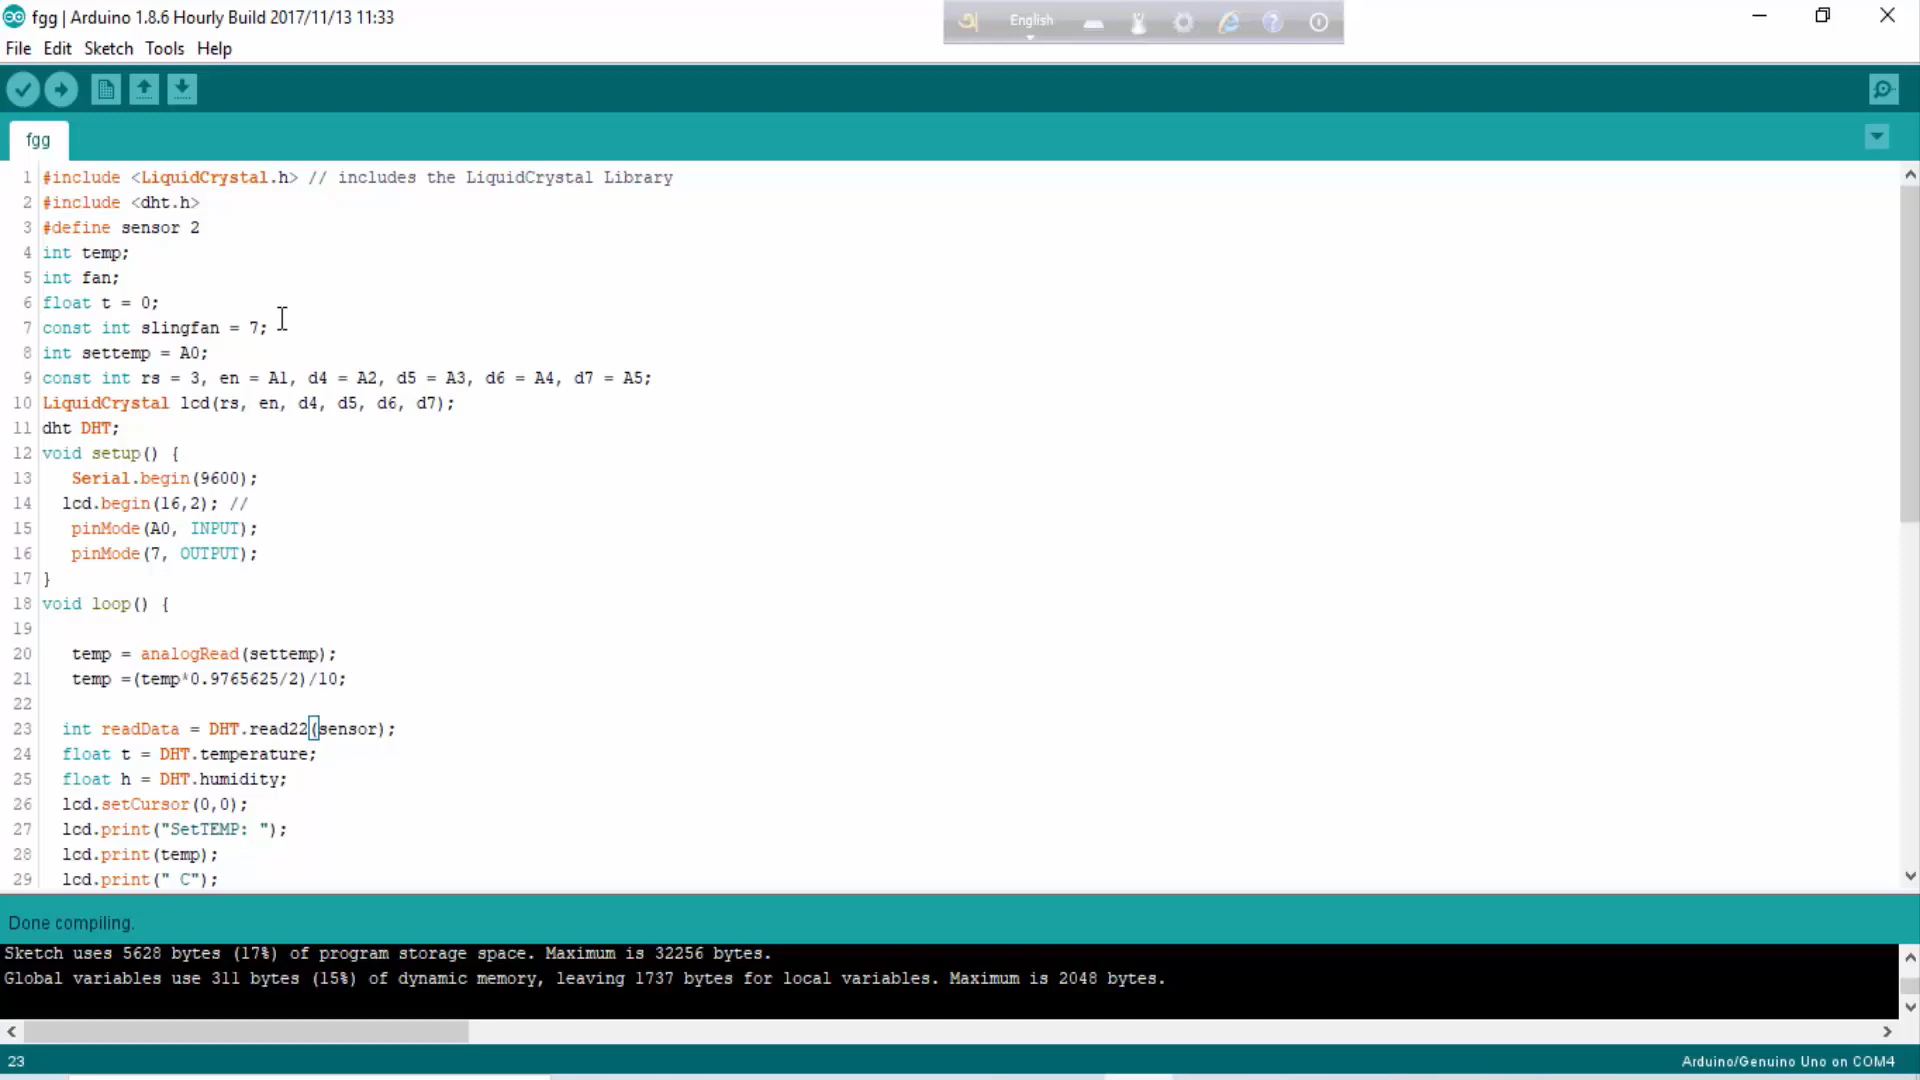 fgg | Arduino 1.8.6 Hourly Build 2017/11/13 11:33
English
File Edit Sketch Tools Help
fgg
1 #include <LiquidCrystal.h> // includes the LiquidCrystal Library
2 #include <dht.h>
3 #define sensor 2
4 int temp;
5 int fan;
6 float t = 0;
7 const int slingfan = 7;
8 int settemp = A0;
9 const int rs = 3, en = A1, d4 = A2, d5 = A3, d6 = A4, d7 = A5;
10 LiquidCrystal lcd(rs, en, d4, d5, d6, d7);
11 dht DHT;
12 void setup() {
13 Serial.begin(9600);
14 lcd.begin(16,2); //
15 pinMode(A0, INPUT);
16 pinMode(7, OUTPUT);
17 }
18 void loop() {
19
20 temp = analogRead(settemp);
21 temp =(temp*0.9765625/2)/10;
22
23 int readData = DHT.read22(sensor);
24 float t = DHT.temperature;
25 float h = DHT.humidity;
26 lcd.setCursor(0,0);
27 lcd.print("SetTEMP: ");
28 lcd.print(temp);
29 lcd.print(" C");
Done compiling.
Sketch uses 5628 bytes (17%) of program storage space. Maximum is 32256 bytes.
Global variables use 311 bytes (15%) of dynamic memory, leaving 1737 bytes for local variables. Maximum is 2048 bytes.
23
Arduino/Genuino Uno on COM4